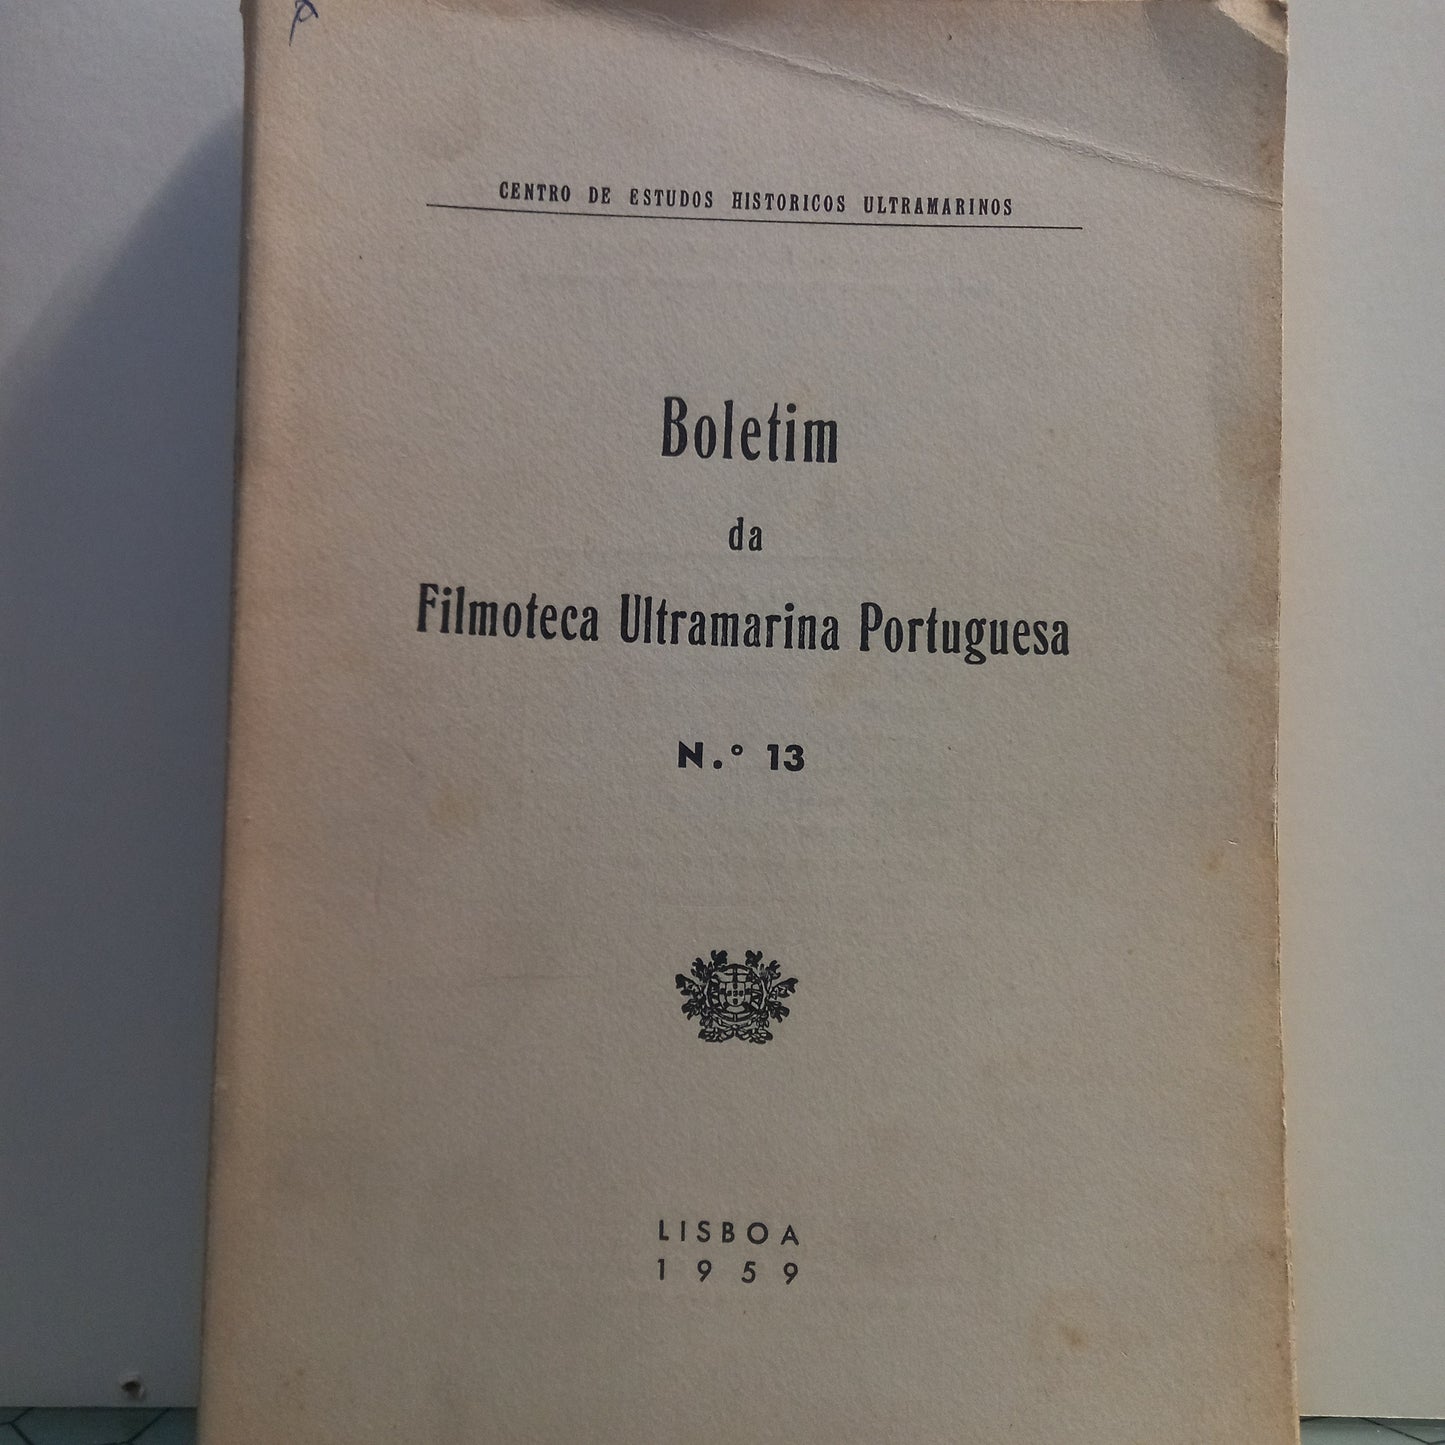 CENTRO DE ESTUDOS HISTORICOS ULTRAMARINOS
Boletim
da
Filmoteca Ultramarina Portuguesa
N.º 13
LISBOA
1959